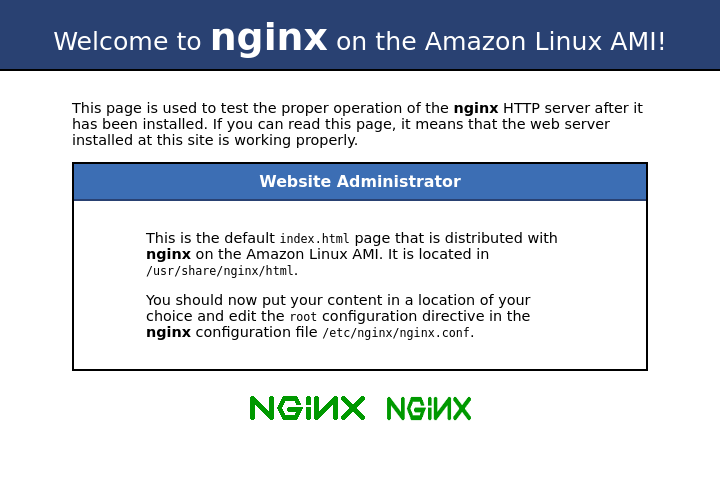 Welcome to nginx on the Amazon Linux AMI!
This page is used to test the proper operation of the nginx HTTP server after it
has been installed. If you can read this page, it means that the web server
installed at this site is working properly.
Website Administrator
This is the default index.html page that is distributed with
nginx on the Amazon Linux AMI. It is located in
/usr/share/nginx/html.
You should now put your content in a location of your
choice and edit the root configuration directive in the
nginx configuration file /etc/nginx/nginx.conf.
NGINX NGINX